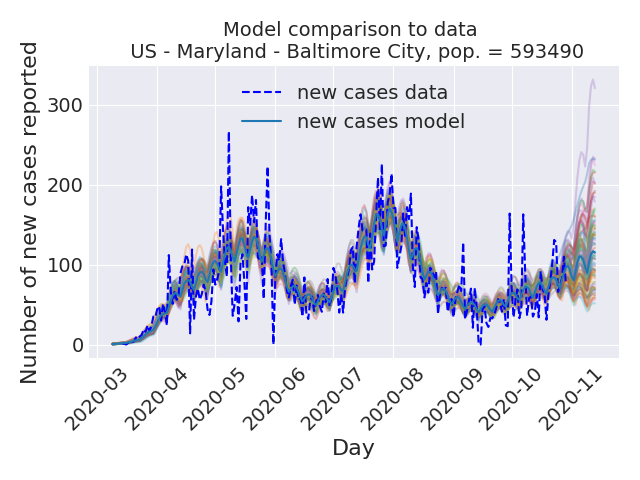 Model comparison to data
US - Maryland - Baltimore City, pop. = 593490
Number of new cases reported
300
200
100
0
new cases data
new cases model
2020-03
2020-04
2020-05
2020-06
2020-07
2020-08
2020-09
2020-10
2020-11
Day